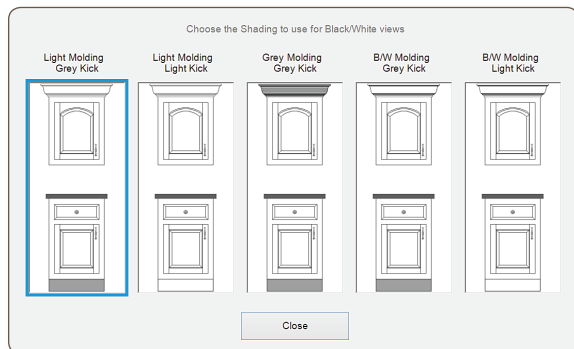 Choose the Shading to use for Black/White views
Light Molding
Grey Kick
Light Molding
Light Kick
Grey Molding
Grey Kick
B/W Molding
Grey Kick
B/W Molding
Light Kick
Close